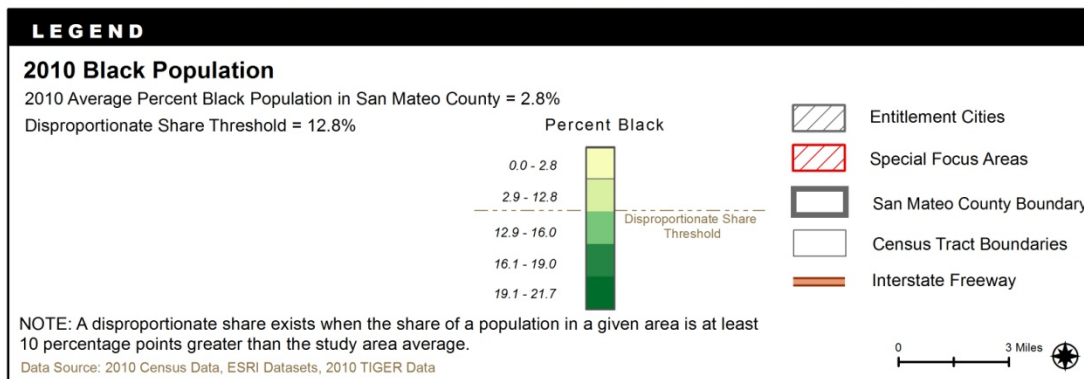 LEGEND
2010 Black Population
2010 Average Percent Black Population in San Mateo County = 2.8%
Disproportionate Share Threshold = 12.8%
Percent Black
0.0 - 2.8
2.9 - 12.8
Disproportionate Share
Threshold
12.9 - 16.0
16.1 - 19.0
19.1 - 21.7
Entitlement Cities
Special Focus Areas
San Mateo County Boundary
Census Tract Boundaries
Interstate Freeway
NOTE: A disproportionate share exists when the share of a population in a given area is at least
10 percentage points greater than the study area average.
Data Source: 2010 Census Data, ESRI Datasets, 2010 TIGER Data
0 3 Miles